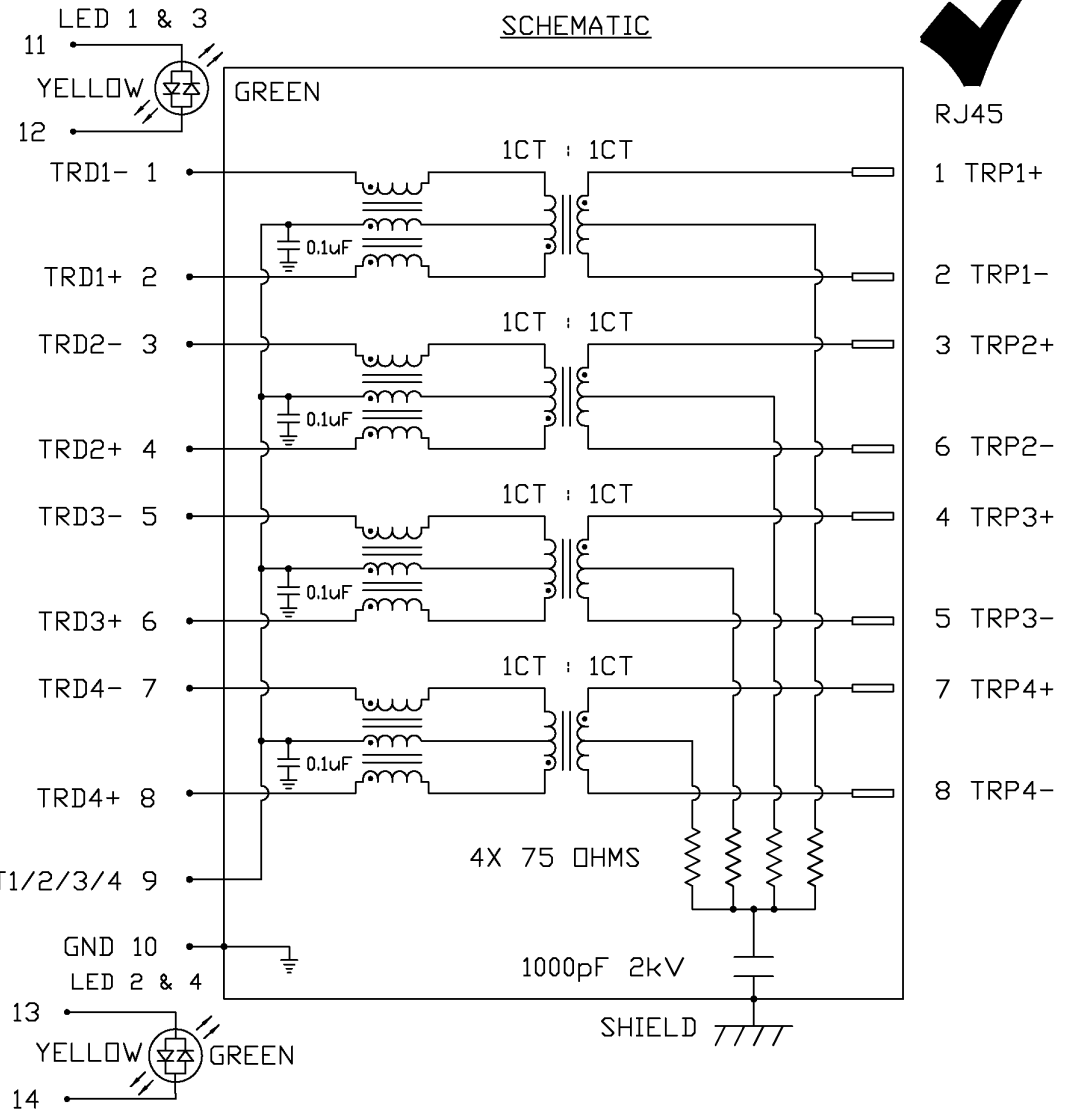 LED 1 & 3
SCHEMATIC
11
YELLOW
GREEN
12
RJ45
1CT : 1CT
TRD1- 1
1 TRP1+
0.1uF
TRD1+ 2
2 TRP1-
1CT : 1CT
TRD2- 3
3 TRP2+
0.1uF
TRD2+ 4
6 TRP2-
1CT : 1CT
TRD3- 5
4 TRP3+
0.1uF
TRD3+ 6
5 TRP3-
1CT : 1CT
TRD4- 7
7 TRP4+
0.1uF
TRD4+ 8
8 TRP4-
4X 75 OHMS
T1/2/3/4 9
GND 10
1000pF 2kV
LED 2 & 4
13
SHIELD
YELLOW
GREEN
14